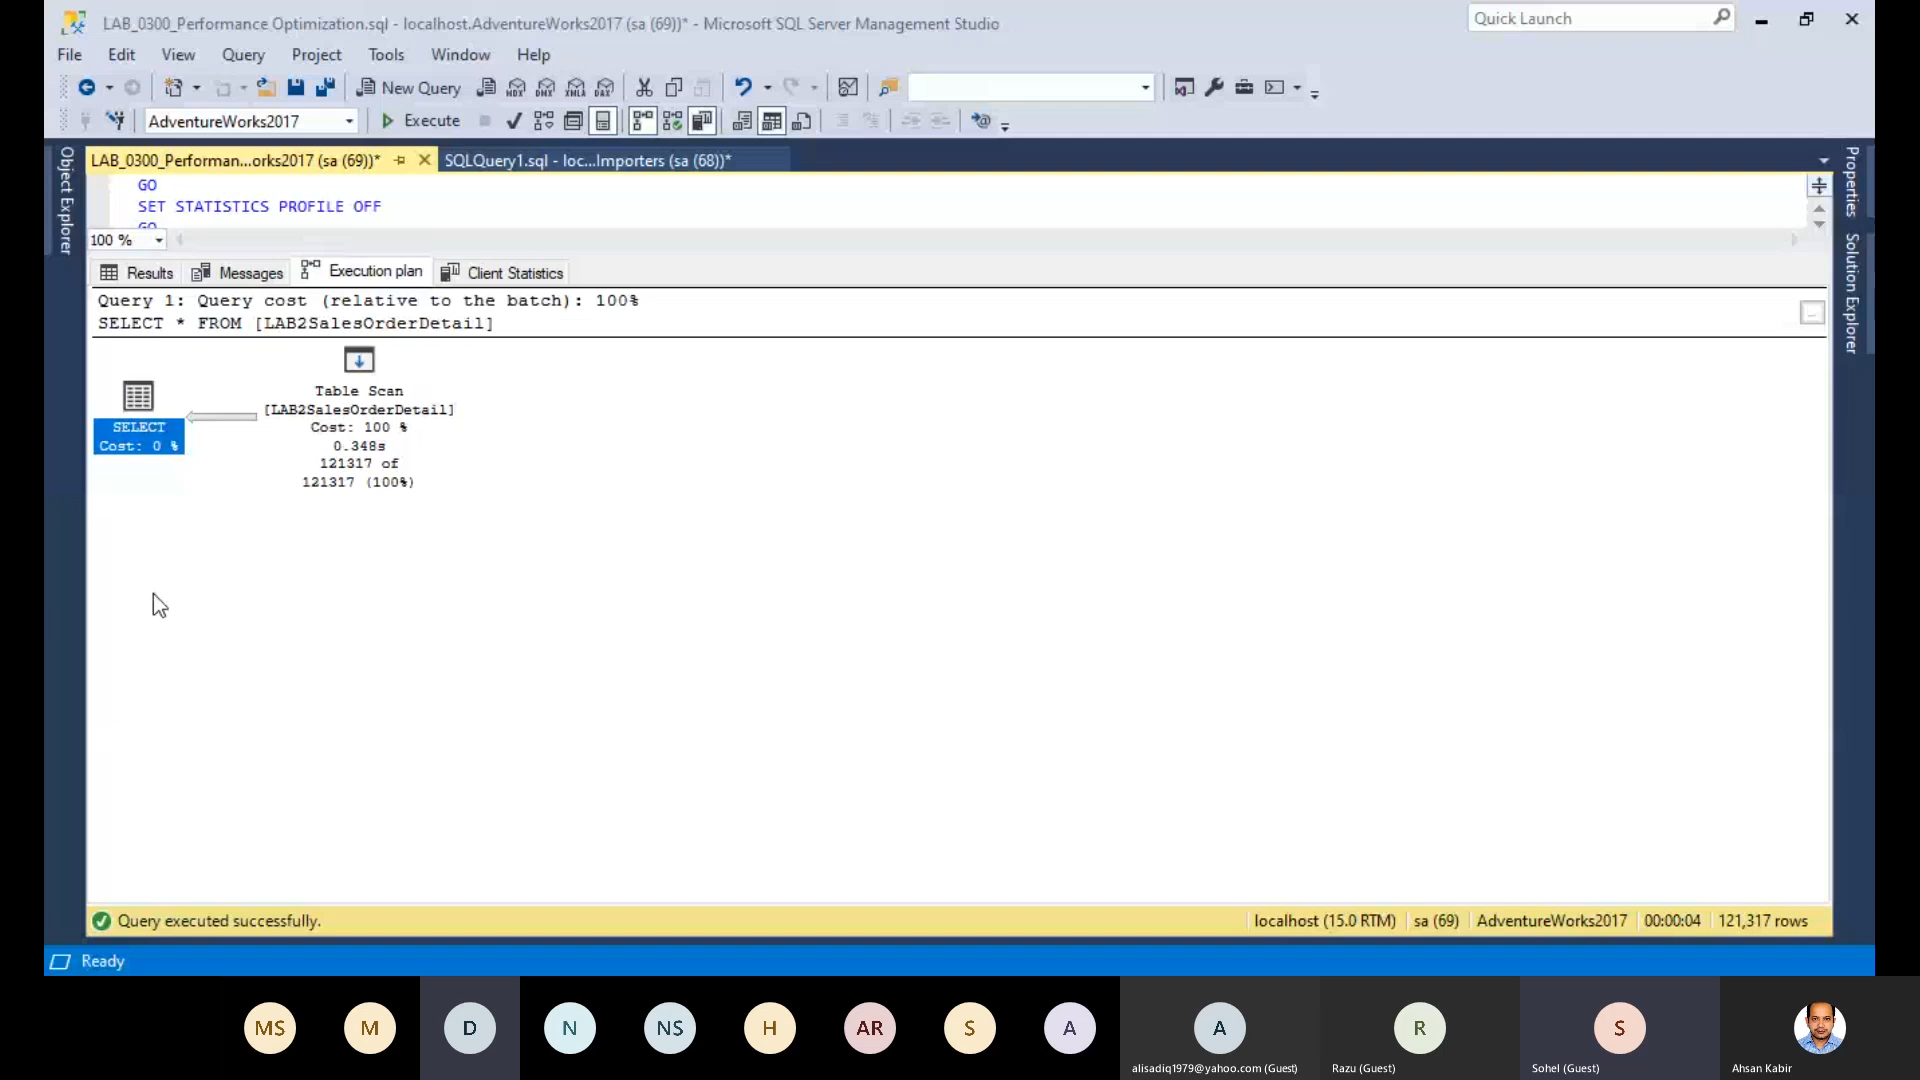 LAB_0300_Performance Optimization.sql - localhost.AdventureWorks2017 (sa (69))* - Microsoft SQL Server Management Studio
Quick Launch
File Edit View Query Project Tools Window Help
New Query MDX DMX XMLA DAX
AdventureWorks2017 Execute
LAB_0300_Performan...orks2017 (sa (69))* SQLQuery1.sql - loc...Importers (sa (68))*
Object Explorer
Properties
Solution Explorer
GO
SET STATISTICS PROFILE OFF
GO
100 %
Results Messages Execution plan Client Statistics
Query 1: Query cost (relative to the batch): 100%
SELECT * FROM [LAB2SalesOrderDetail]
...
SELECT
Cost: 0 %
Table Scan
[LAB2SalesOrderDetail]
Cost: 100 %
0.348s
121317 of
121317 (100%)
Query executed successfully. localhost (15.0 RTM) sa (69) AdventureWorks2017 00:00:04 121,317 rows
Ready
MS M D N NS H AR S A A R S
alisadiq1979@yahoo.com (Guest) Razu (Guest) Sohel (Guest) Ahsan Kabir